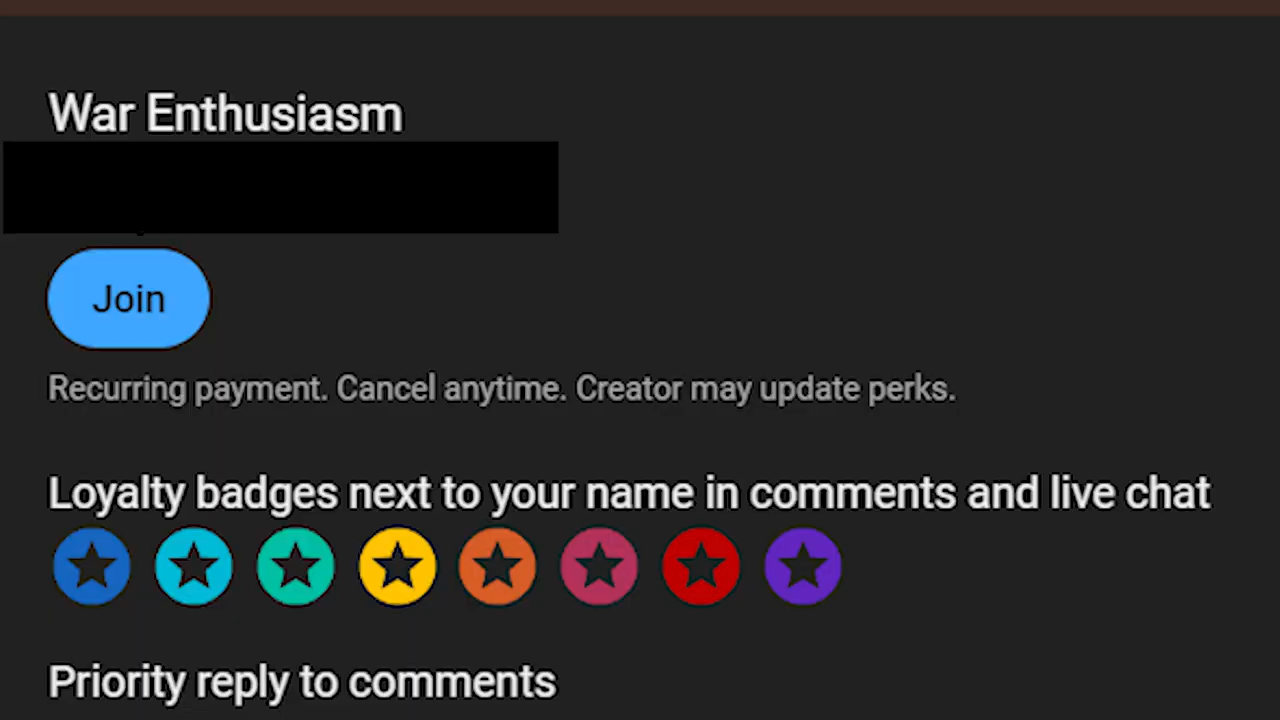 War Enthusiasm
Join
Recurring payment. Cancel anytime. Creator may update perks.
Loyalty badges next to your name in comments and live chat
Priority reply to comments